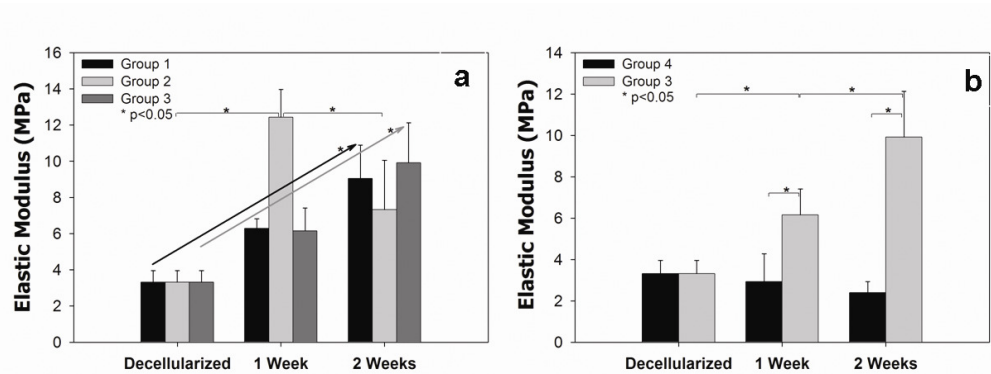 a
Elastic Modulus (MPa)
16
14
12
10
8
6
4
2
0
Group 1
Group 2
Group 3
* p<0.05
*
*
*
*
Decellularized 1 Week 2 Weeks
b
Elastic Modulus (MPa)
14
12
10
8
6
4
2
0
Group 4
Group 3
* p<0.05
*
*
*
*
Decellularized 1 Week 2 Weeks